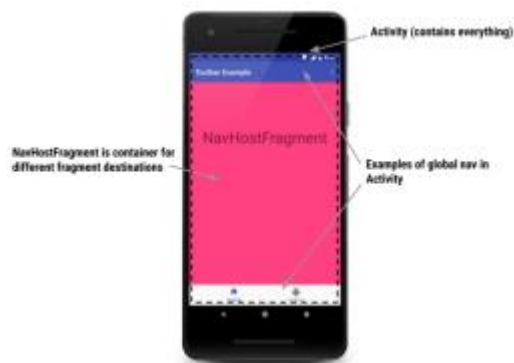 Activity (contains everything)
Toolbar Example
NavHostFragment
NavHostFragment is container for
different fragment destinations
Examples of global nav in
Activity